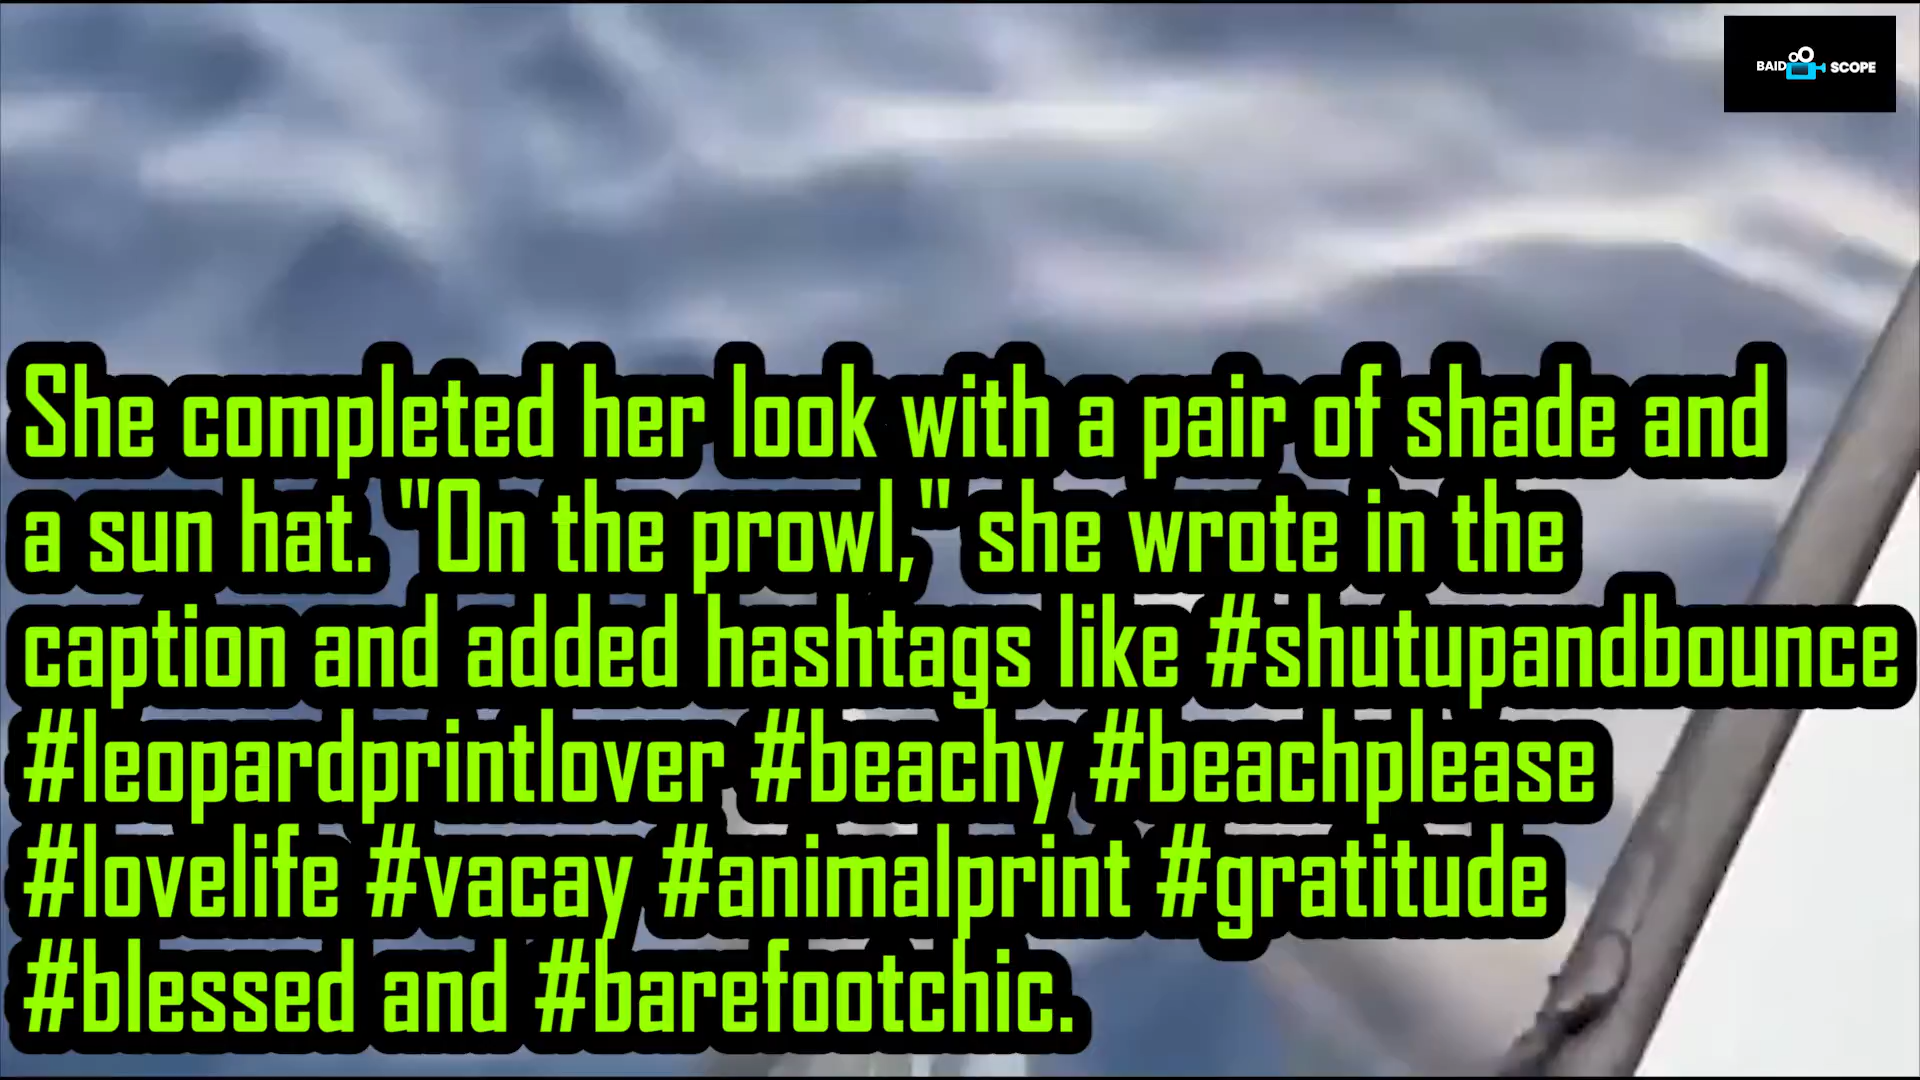 BAID SCOPE
She completed her look with a pair of shade and
a sun hat. "On the prowl," she wrote in the
caption and added hashtags like #shutupandbounce
#leopardprintlover #beachy #beachplease
#lovelife #vacay #animalprint #gratitude
#blessed and #barefootchic.